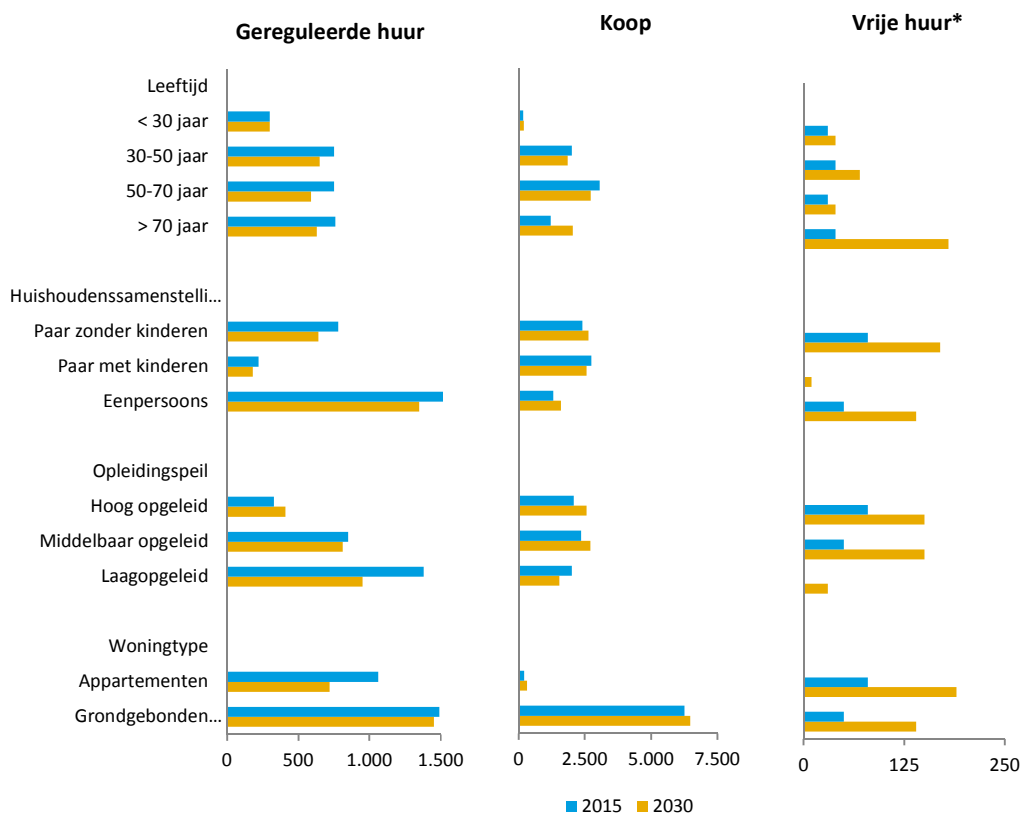 Gereguleerde huur
Koop
Vrije huur*
Leeftijd
< 30 jaar
30-50 jaar
50-70 jaar
> 70 jaar
Huishoudenssamenstelli...
Paar zonder kinderen
Paar met kinderen
Eenpersoons
Opleidingspeil
Hoog opgeleid
Middelbaar opgeleid
Laagopgeleid
Woningtype
Appartementen
Grondgebonden...
0 500 1.000 1.500
0 2.500 5.000 7.500
0 125 250
2015 2030